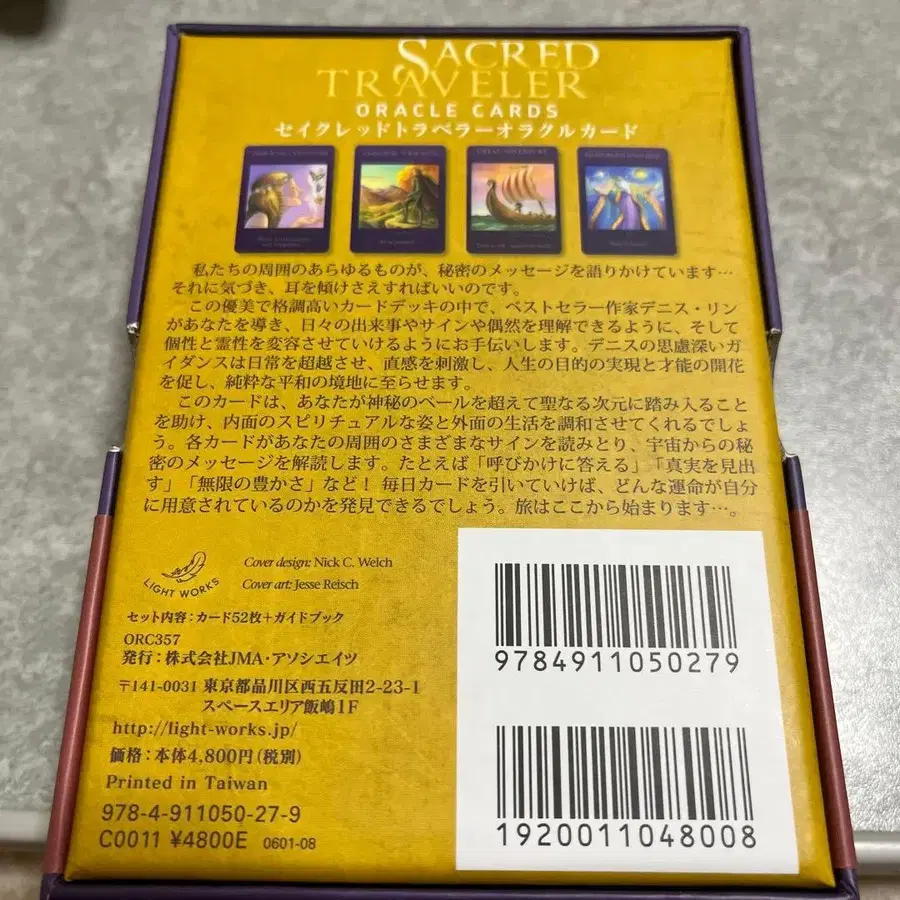 SACRED
TRAVELER
ORACLE CARDS
セイクレッドトラベラーオラクルカード
私たちの周囲のあらゆるものが、秘密のメッセージを語りかけています…
それに気づき、耳を傾けさえすればいいのです。
この優美で格調高いカードデッキの中で、ベストセラー作家デニス・リン
があなたを導き、日々の出来事やサインや偶然を理解できるように、そして
個性と霊性を変容させていけるようにお手伝いします。デニスの思慮深いガ
イダンスは日常を超越させ、直感を刺激し、人生の目的の実現と才能の開花
を促し、純粋な平和の境地に至らせます。
このカードは、あなたが神秘のベールを超えて聖なる次元に踏み入ること
を助け、内面のスピリチュアルな姿と外面の生活を調和させてくれるでしょ
う。各カードがあなたの周囲のさまざまなサインを読みとり、宇宙からの秘
密のメッセージを解読します。たとえば「呼びかけに答える」「真実を見出
す」「無限の豊かさ」など！ 毎日カードを引いていけば、どんな運命が自分
に用意されているのかを発見できるでしょう。旅はここから始まります…。
LIGHT WORKS
Cover design: Nick C. Welch
Cover art: Jesse Reisch
セット内容：カード52枚＋ガイドブック
ORC357
発行：株式会社JMA・アソシエイツ
〒141-0031 東京都品川区西五反田2-23-1
スペースエリア飯嶋1F
http://light-works.jp/
価格：本体4,800円（税別）
Printed in Taiwan
978-4-911050-27-9
C0011 ¥4800E 0601-08
9784911050279
1920011048008